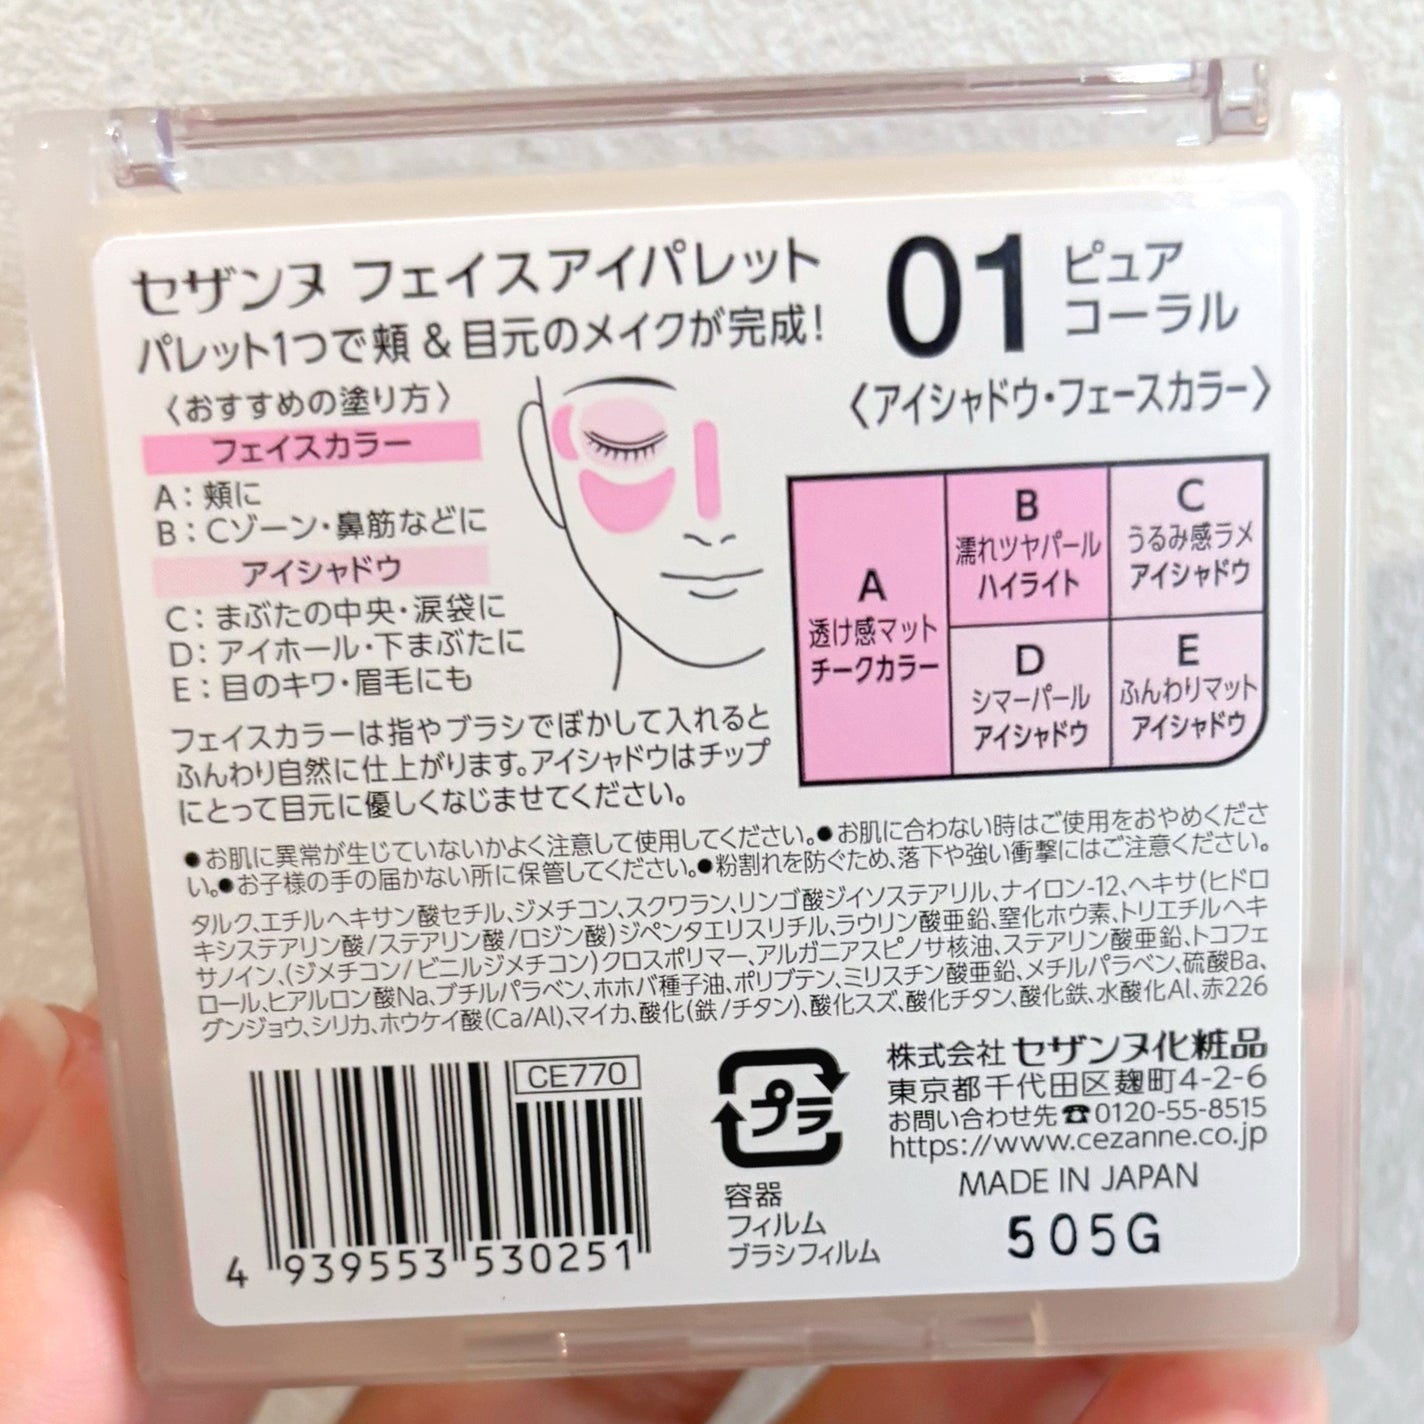 セザンヌ フェイスアイパレット
パレット1つで頬&目元のメイクが完成!
01 ピュア
コーラル
〈アイシャドウ・フェースカラー〉
〈おすすめの塗り方〉
フェイスカラー
A:頬に
B:Cゾーン・鼻筋などに
アイシャドウ
C:まぶたの中央・涙袋に
D:アイホール・下まぶたに
E:目のキワ・眉毛にも
A
透け感マット
チークカラー
B
濡れツヤパール
ハイライト
C
うるみ感ラメ
アイシャドウ
D
シマーパール
アイシャドウ
E
ふんわりマット
アイシャドウ
フェイスカラーは指やブラシでぼかして入れると
ふんわり自然に仕上がります。アイシャドウはチップ
にとって目元に優しくなじませてください。
●お肌に異常が生じていないかよく注意して使用してください。●お肌に合わない時はご使用をおやめくださ
い。●お子様の手の届かない所に保管してください。●粉割れを防ぐため、落下や強い衝撃にはご注意ください。
タルク、エチルヘキサン酸セチル、ジメチコン、スクワラン、リンゴ酸ジイソステアリル、ナイロン-12、ヘキサ(ヒドロ
キシステアリン酸/ステアリン酸/ロジン酸)ジペンタエリスリチル、ラウリン酸亜鉛、窒化ホウ素、トリエチルヘキ
サノイン、(ジメチコン/ビニルジメチコン)クロスポリマー、アルガニアスピノサ核油、ステアリン酸亜鉛、トコフェ
ロール、ヒアルロン酸Na、ブチルパラベン、ホホバ種子油、ポリブテン、ミリスチン酸亜鉛、メチルパラベン、硫酸Ba、
グンジョウ、シリカ、ホウケイ酸(Ca/Al)、マイカ、酸化(鉄/チタン)、酸化スズ、酸化チタン、酸化鉄、水酸化Al、赤226
CE770
4 939553 530251
プラ
容器
フィルム
ブラシフィルム
株式会社 セザンヌ化粧品
東京都千代田区麹町4-2-6
お問い合わせ先☎0120-55-8515
https://www.cezanne.co.jp
MADE IN JAPAN
505G